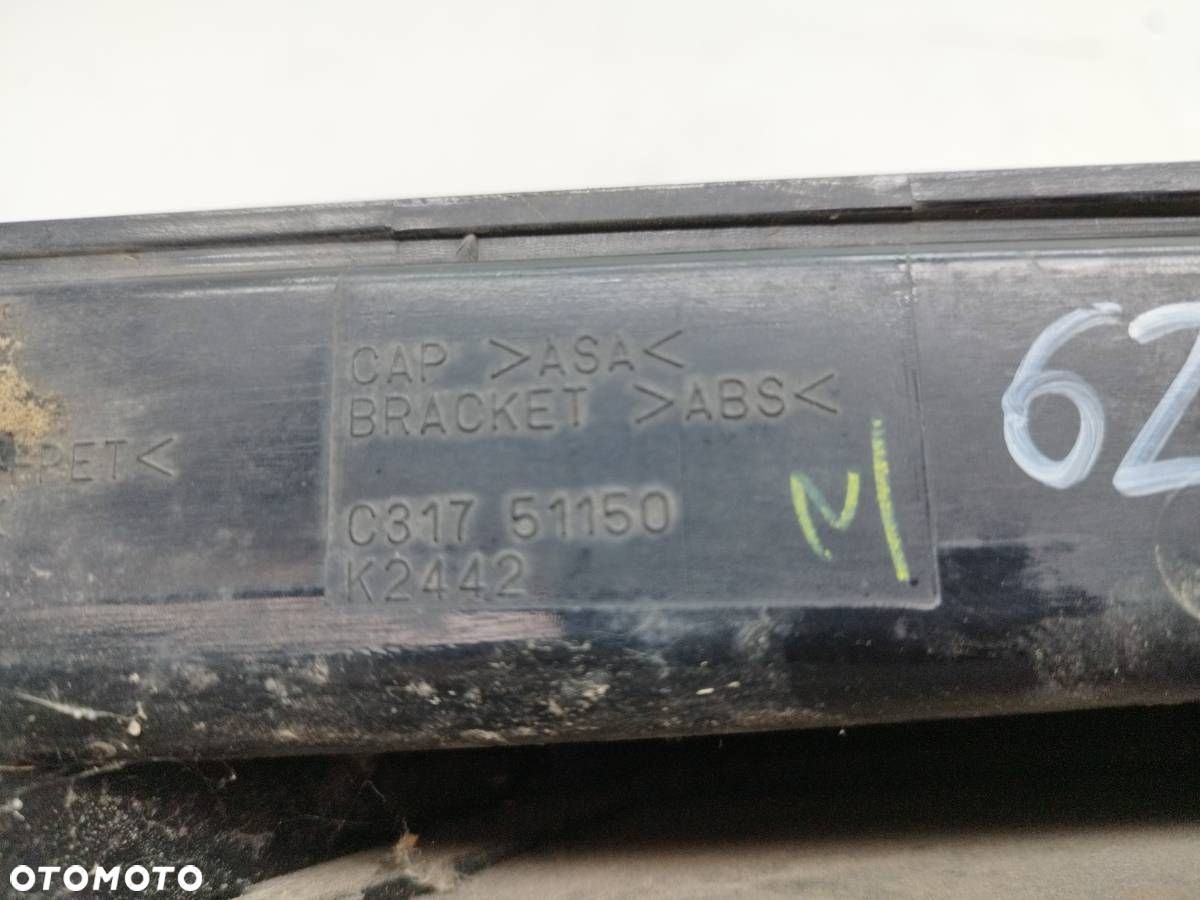 CAP >ASA<
BRACKET >ABS<
PET<
C317 51150
K2442
62
OTOMOTO